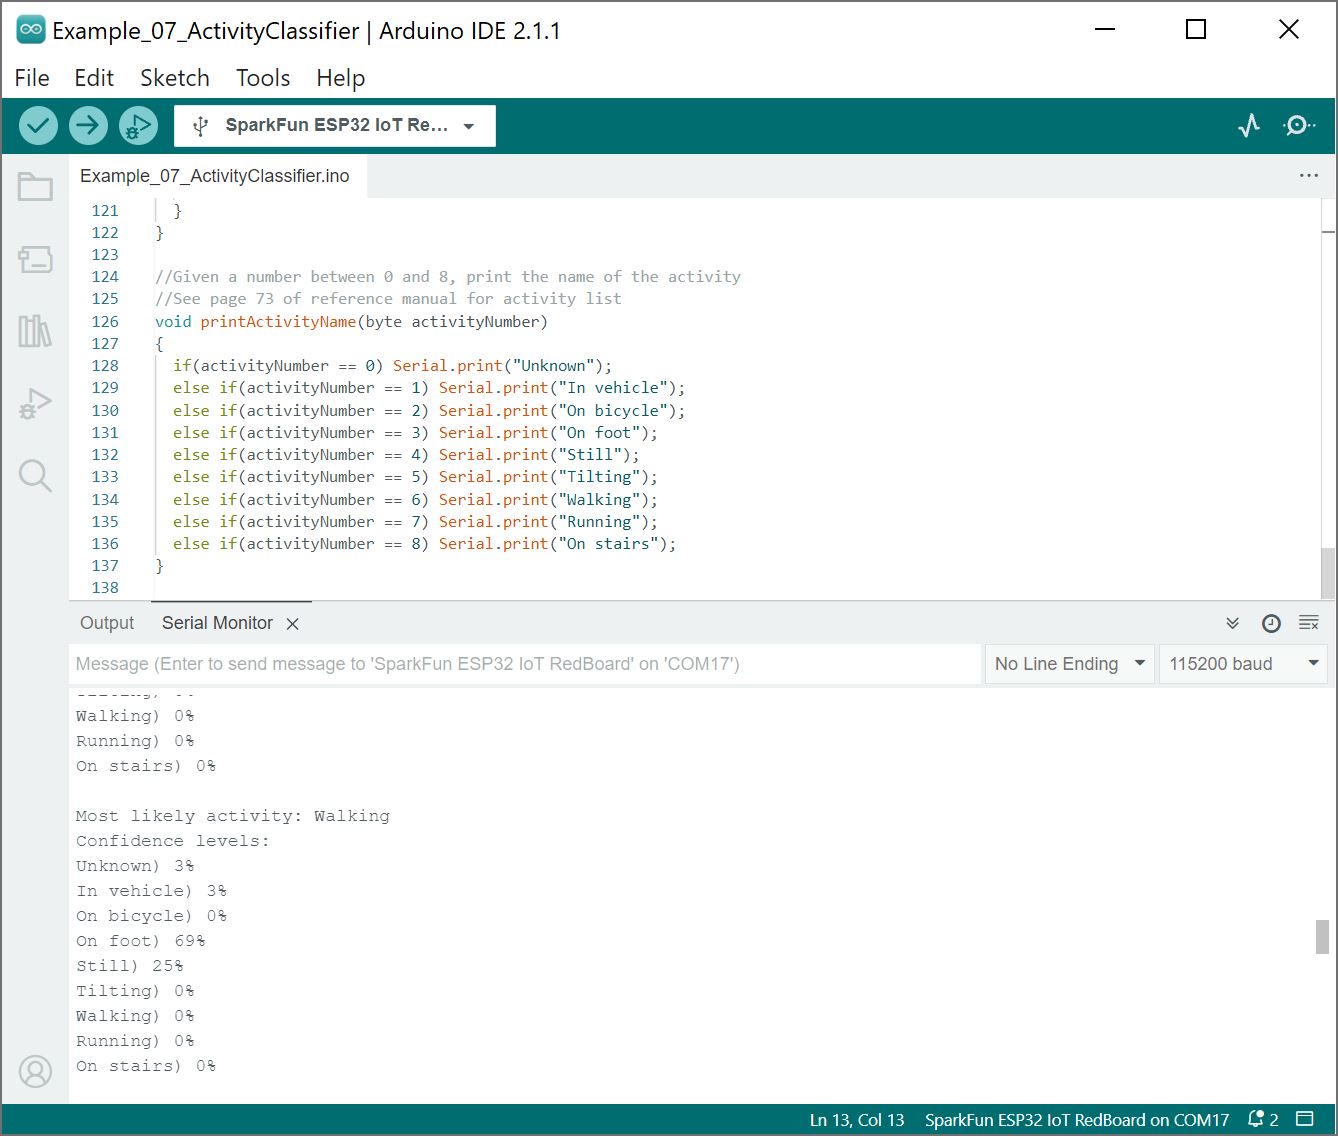 Example_07_ActivityClassifier | Arduino IDE 2.1.1
File Edit Sketch Tools Help
SparkFun ESP32 IoT Re...
Example_07_ActivityClassifier.ino
121 }
122 }
123
124 //Given a number between 0 and 8, print the name of the activity
125 //See page 73 of reference manual for activity list
126 void printActivityName(byte activityNumber)
127 {
128 if(activityNumber == 0) Serial.print("Unknown");
129 else if(activityNumber == 1) Serial.print("In vehicle");
130 else if(activityNumber == 2) Serial.print("On bicycle");
131 else if(activityNumber == 3) Serial.print("On foot");
132 else if(activityNumber == 4) Serial.print("Still");
133 else if(activityNumber == 5) Serial.print("Tilting");
134 else if(activityNumber == 6) Serial.print("Walking");
135 else if(activityNumber == 7) Serial.print("Running");
136 else if(activityNumber == 8) Serial.print("On stairs");
137 }
138
Output Serial Monitor
Message (Enter to send message to 'SparkFun ESP32 IoT RedBoard' on 'COM17') No Line Ending 115200 baud
Walking) 0%
Running) 0%
On stairs) 0%
Most likely activity: Walking
Confidence levels:
Unknown) 3%
In vehicle) 3%
On bicycle) 0%
On foot) 69%
Still) 25%
Tilting) 0%
Walking) 0%
Running) 0%
On stairs) 0%
Ln 13, Col 13 SparkFun ESP32 IoT RedBoard on COM17 2